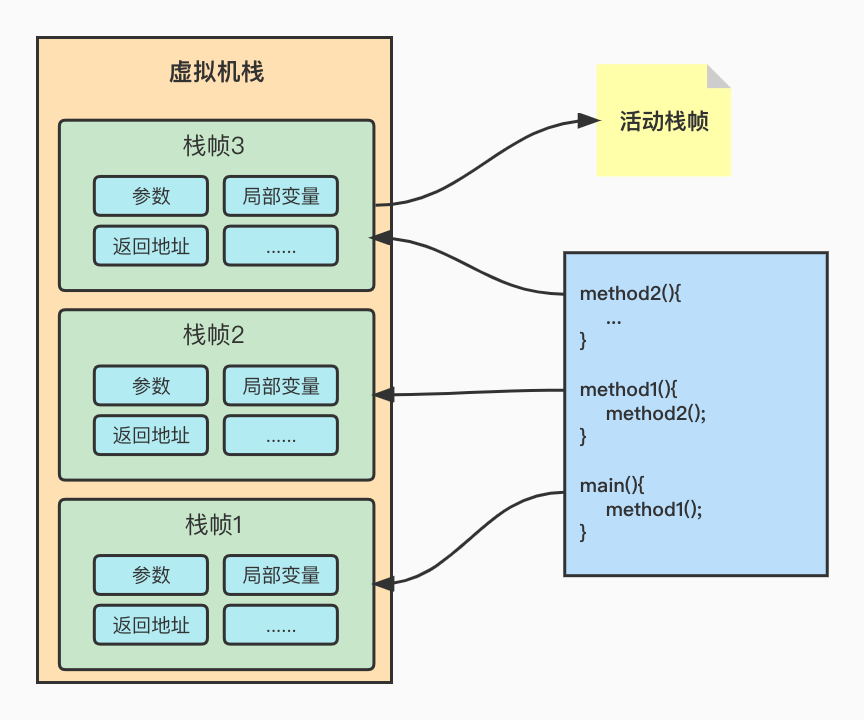 虚拟机栈
栈帧3
参数
局部变量
返回地址
......
栈帧2
参数
局部变量
返回地址
......
栈帧1
参数
局部变量
返回地址
......
活动栈帧
method2(){
...
}
method1(){
method2();
}
main(){
method1();
}